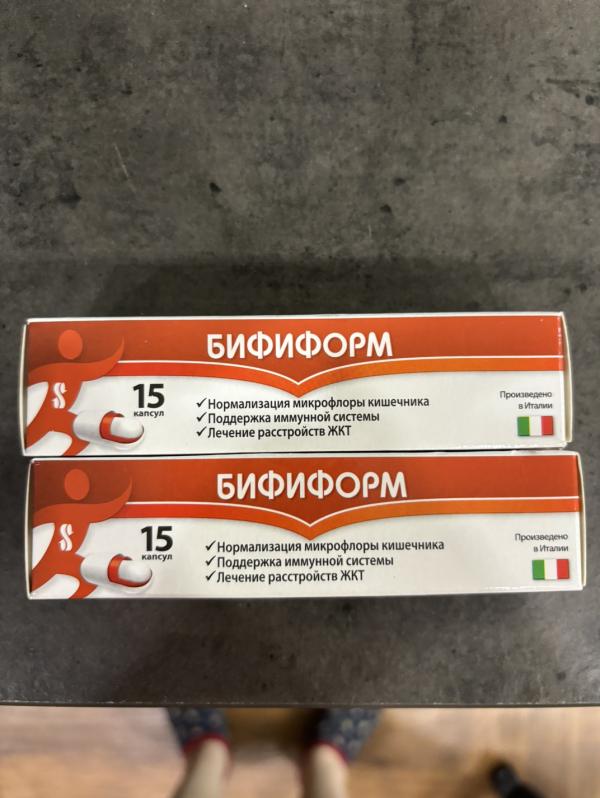 БИФИФОРМ
15
капсул
✓Нормализация микрофлоры кишечника
✓Поддержка иммунной системы
✓Лечение расстройств ЖКТ
Произведено
в Италии
БИФИФОРМ
15
капсул
✓Нормализация микрофлоры кишечника
✓Поддержка иммунной системы
✓Лечение расстройств ЖКТ
Произведено
в Италии